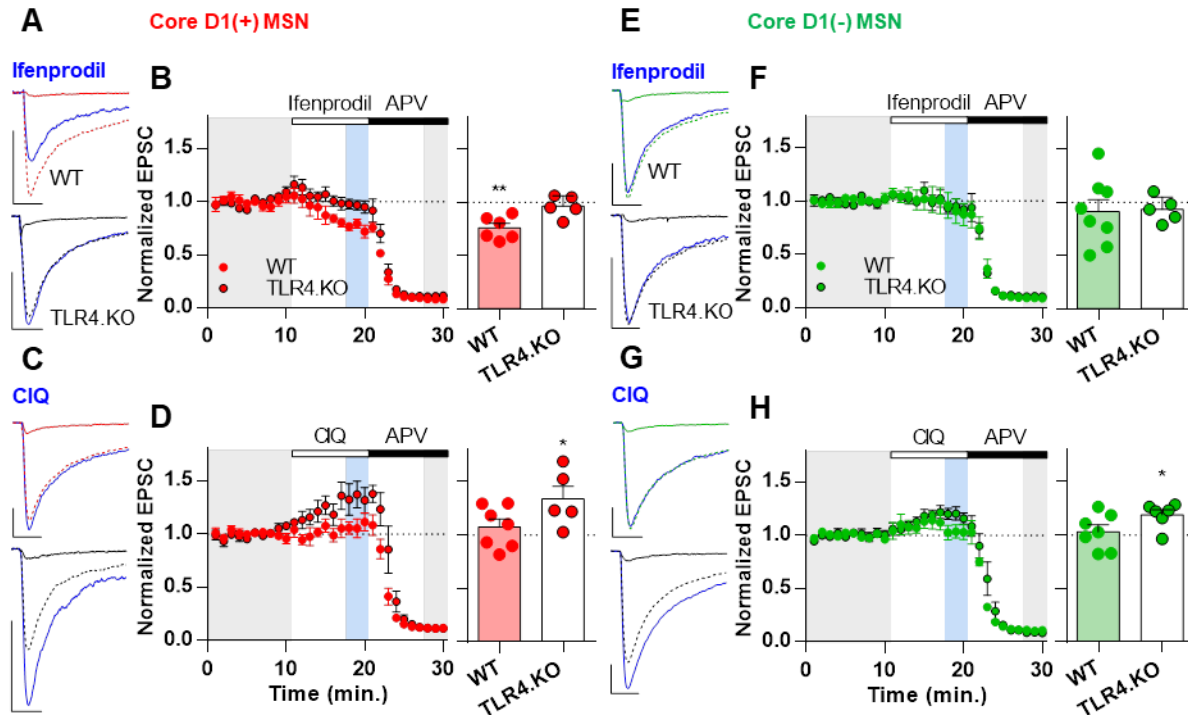 A
Core D1(+) MSN
E
Core D1(-) MSN
Ifenprodil
WT
TLR4.KO
B
Ifenprodil
APV
Normalized EPSC
1.5
1.0
0.5
0.0
WT
TLR4.KO
0
10
20
30
**
WT
TLR4.KO
Ifenprodil
WT
TLR4.KO
F
Ifenprodil
APV
Normalized EPSC
1.5
1.0
0.5
0.0
WT
TLR4.KO
0
10
20
30
WT
TLR4.KO
C
CIQ
D
CIQ
APV
Normalized EPSC
1.5
1.0
0.5
0.0
0
10
20
30
Time (min.)
*
WT
TLR4.KO
G
CIQ
H
CIQ
APV
Normalized EPSC
1.5
1.0
0.5
0.0
0
10
20
30
Time (min.)
*
WT
TLR4.KO